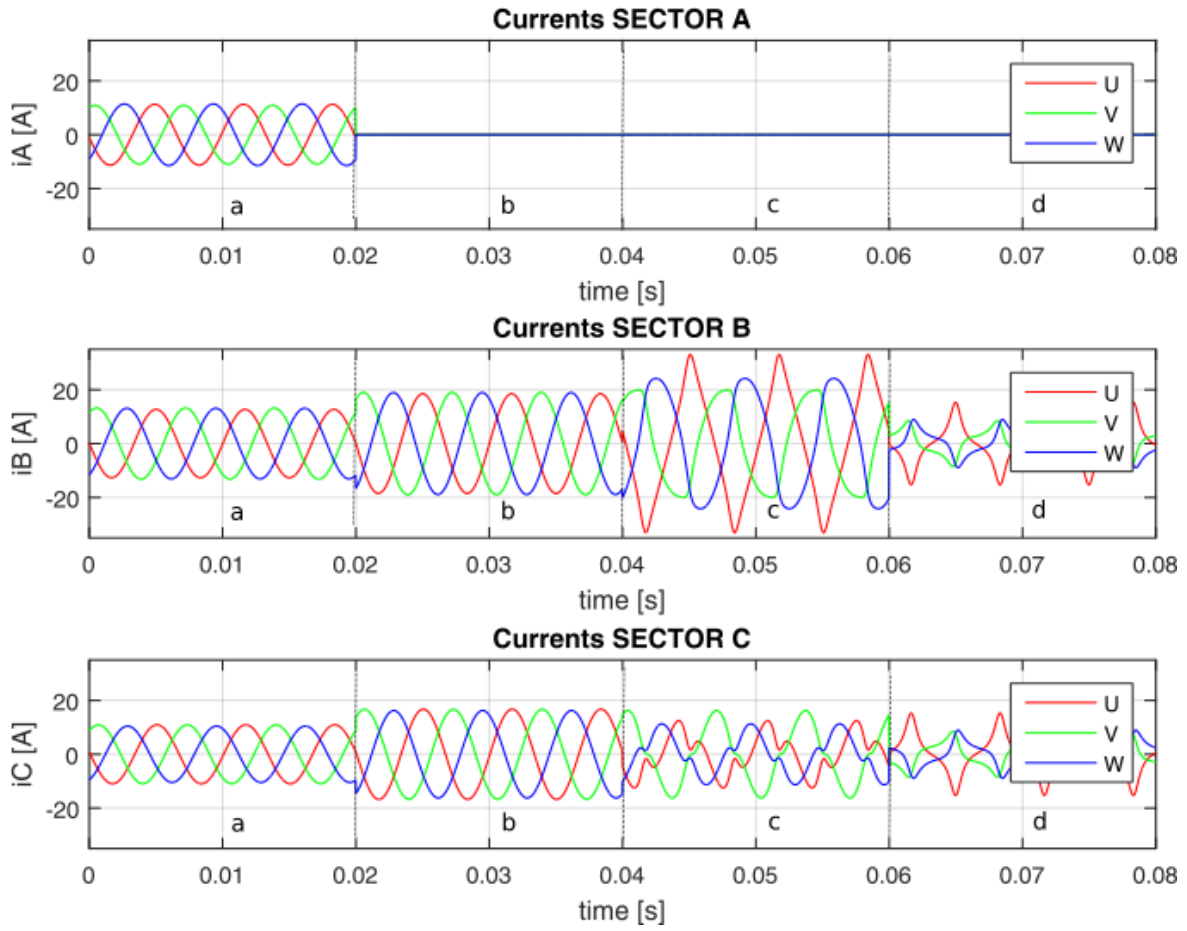 Currents SECTOR A
iA [A]
20
0
-20
U
V
W
a b c d
0 0.01 0.02 0.03 0.04 0.05 0.06 0.07 0.08
time [s]
Currents SECTOR B
iB [A]
20
0
-20
U
V
W
a b c d
0 0.01 0.02 0.03 0.04 0.05 0.06 0.07 0.08
time [s]
Currents SECTOR C
iC [A]
20
0
-20
U
V
W
a b c d
0 0.01 0.02 0.03 0.04 0.05 0.06 0.07 0.08
time [s]